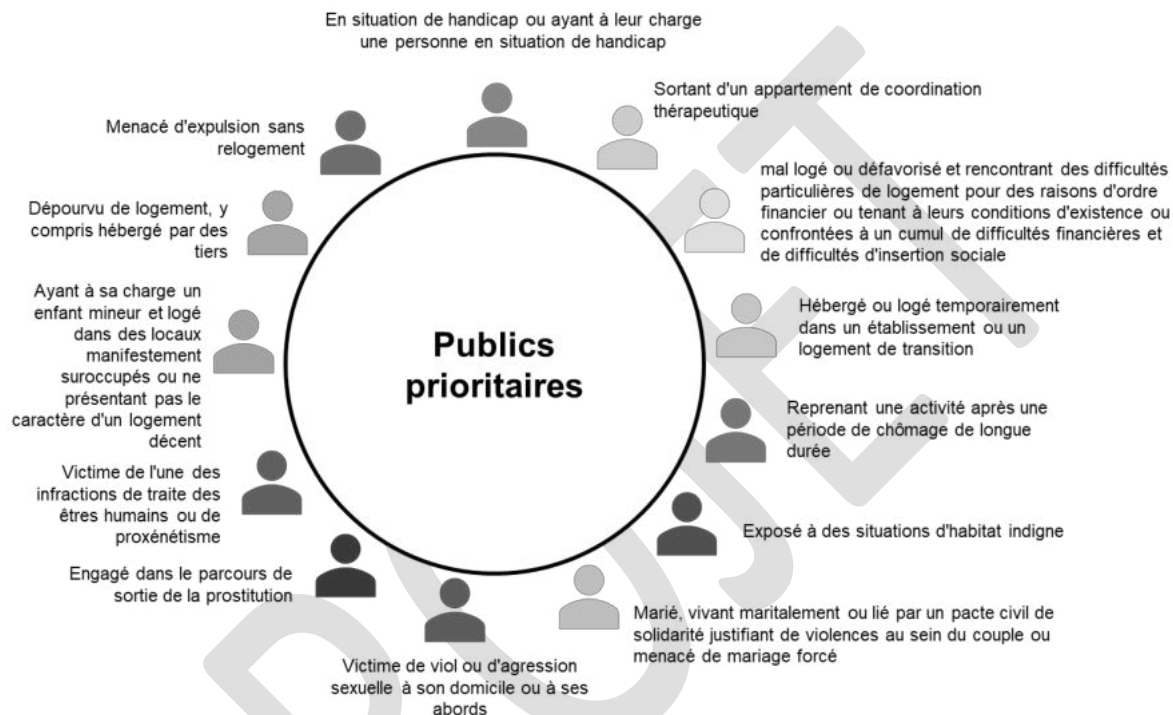 En situation de handicap ou ayant à leur charge
une personne en situation de handicap
Sortant d'un appartement de coordination
thérapeutique
mal logé ou défavorisé et rencontrant des difficultés
particulières de logement pour des raisons d'ordre
financier ou tenant à leurs conditions d'existence ou
confrontées à un cumul de difficultés financières et
de difficultés d'insertion sociale
Hébergé ou logé temporairement
dans un établissement ou un
logement de transition
Reprenant une activité après une
période de chômage de longue
durée
Exposé à des situations d'habitat indigne
Marié, vivant maritalement ou lié par un pacte civil de
solidarité justifiant de violences au sein du couple ou
menacé de mariage forcé
Victime de viol ou d'agression
sexuelle à son domicile ou à ses
abords
Engagé dans le parcours de
sortie de la prostitution
Victime de l'une des
infractions de traite des
êtres humains ou de
proxénétisme
Ayant à sa charge un
enfant mineur et logé
dans des locaux
manifestement
suroccupés ou ne
présentant pas le
caractère d'un logement
décent
Dépourvu de logement, y
compris hébergé par des
tiers
Menacé d'expulsion sans
relogement
Publics
prioritaires